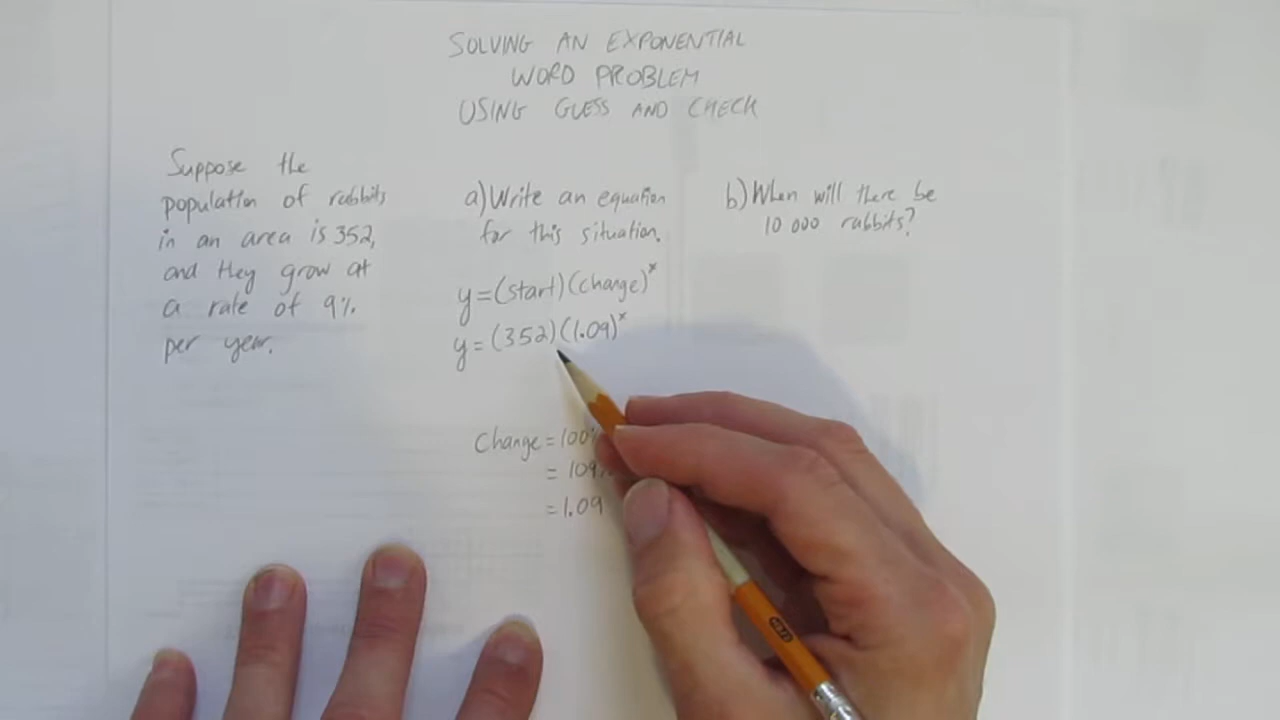 SOLVING AN EXPONENTIAL
WORD PROBLEM
USING GUESS AND CHECK
Suppose the
population of rabbits
in an area is 352,
and they grow at
a rate of 9%
per year.
a) Write an equation
for this situation.
y = (start)(change)^x
y = (352)(1.09)^x
Change = 100%
= 109%
= 1.09
b) When will there be
10 000 rabbits?